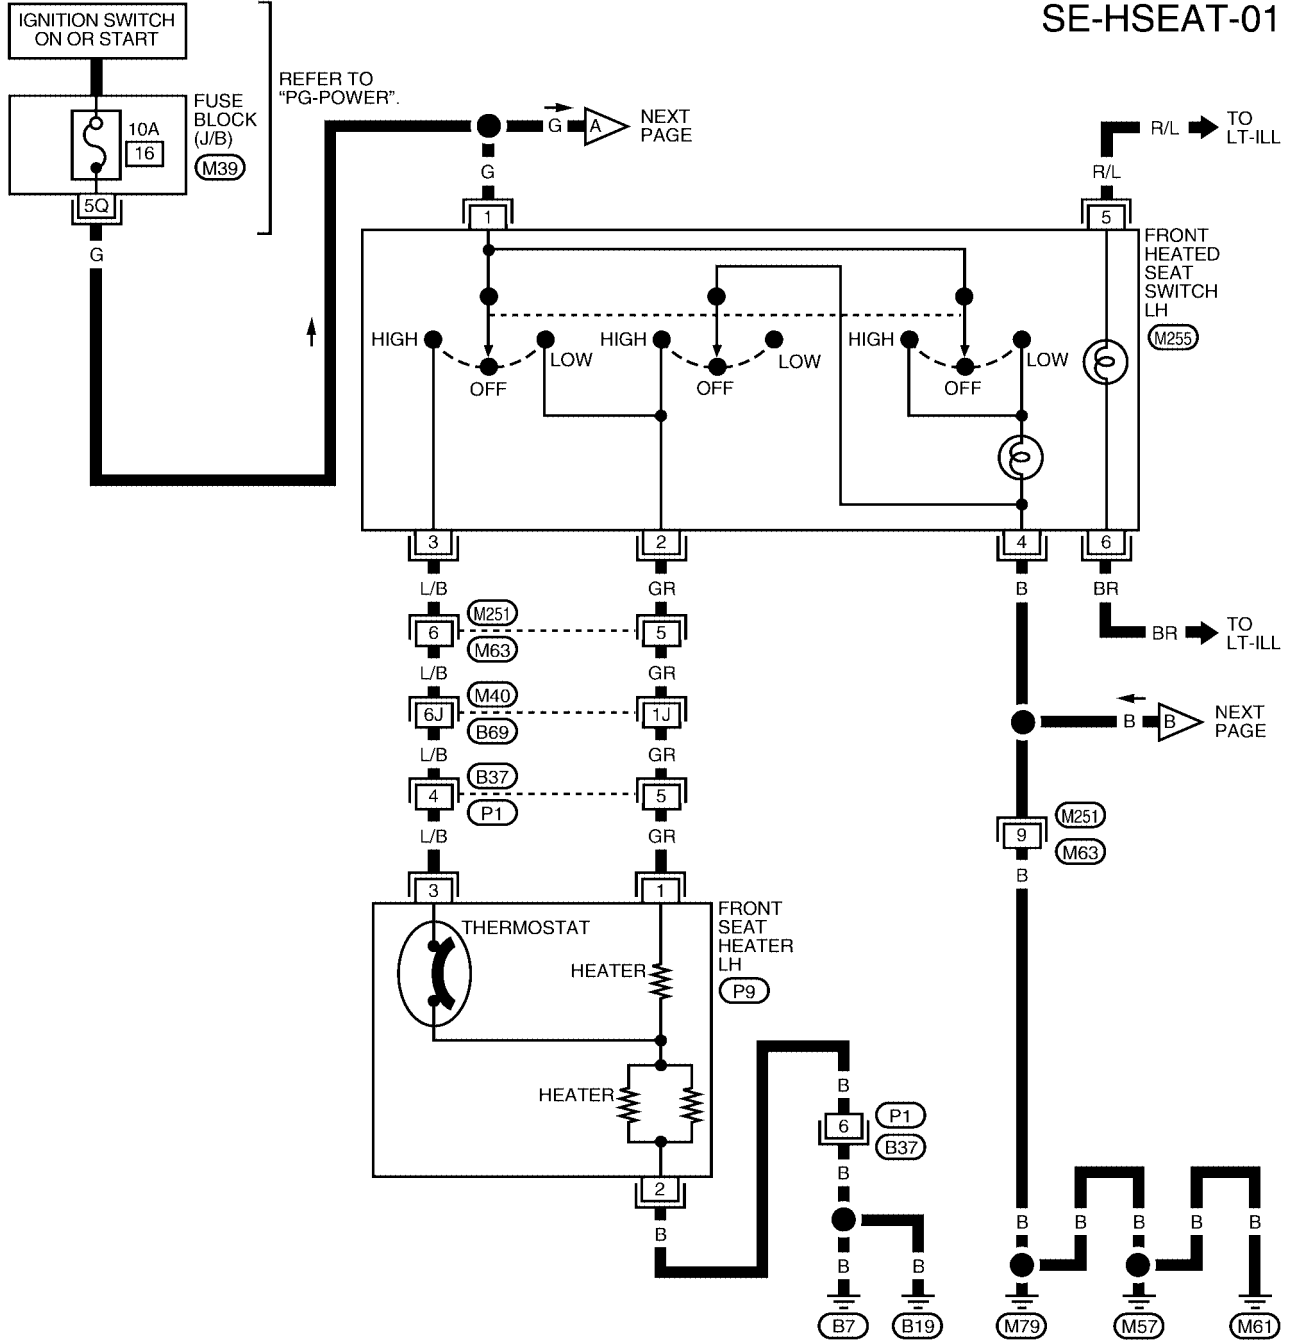 SE-HSEAT-01
IGNITION SWITCH
ON OR START
REFER TO
"PG-POWER".
FUSE
BLOCK
(J/B)
M39
10A
16
5Q
G
G
A
NEXT
PAGE
G
1
R/L
TO
LT-ILL
R/L
5
FRONT
HEATED
SEAT
SWITCH
LH
M255
HIGH
OFF
LOW
HIGH
OFF
LOW
HIGH
OFF
LOW
3
2
4
6
L/B
GR
B
BR
BR
TO
LT-ILL
M251
6
5
M63
L/B
GR
M40
6J
1J
B69
B
B
NEXT
PAGE
L/B
GR
B37
4
5
P1
L/B
GR
M251
9
M63
B
3
1
FRONT
SEAT
HEATER
LH
P9
THERMOSTAT
HEATER
HEATER
2
B
B
6
P1
B37
B
B
B
B
B
B
B
B
B7
B19
M79
M57
M61